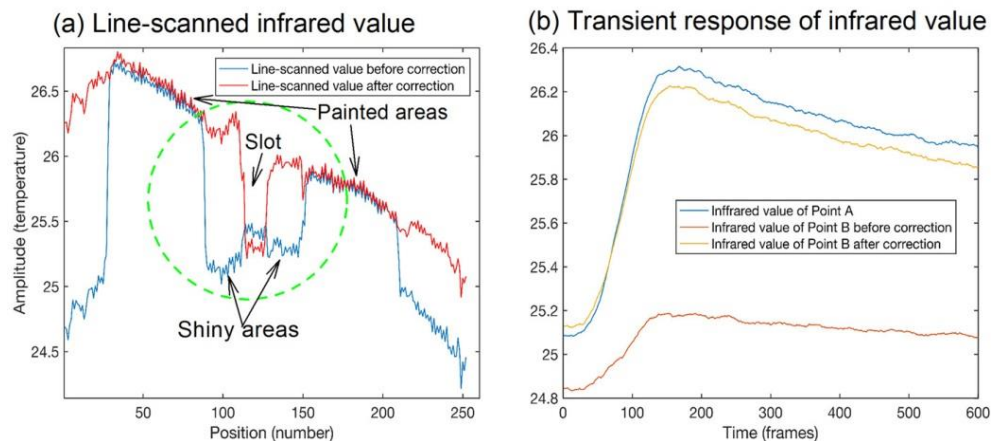 (a) Line-scanned infrared value
26.5
26
25.5
25
24.5
Amplitude (temperature)
50
100
150
200
250
Position (number)
Line-scanned value before correction
Line-scanned value after correction
Painted areas
Slot
Shiny areas
(b) Transient response of infrared value
26.4
26.2
26
25.8
25.6
25.4
25.2
25
24.8
0
100
200
300
400
500
600
Time (frames)
Inffrared value of Point A
Infrared value of Point B before correction
Infrared value of Point B after correction